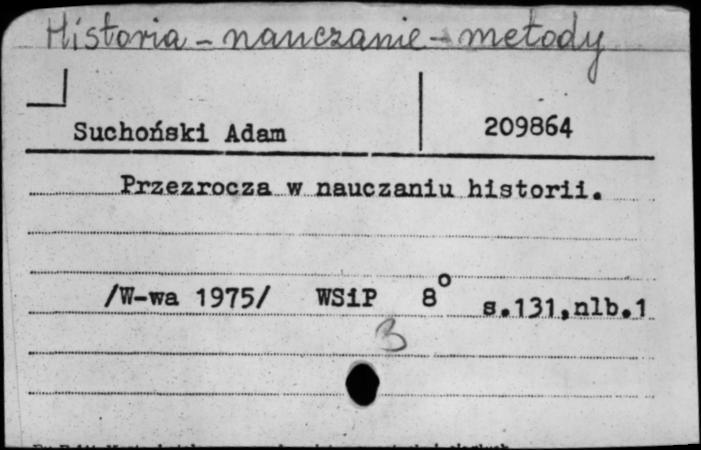 Historia - nauczanie - metody
Suchoński Adam 209864
Przezrocza w nauczaniu historii.
/W-wa 1975/ WSiP 8° s.131,nlb.1
3